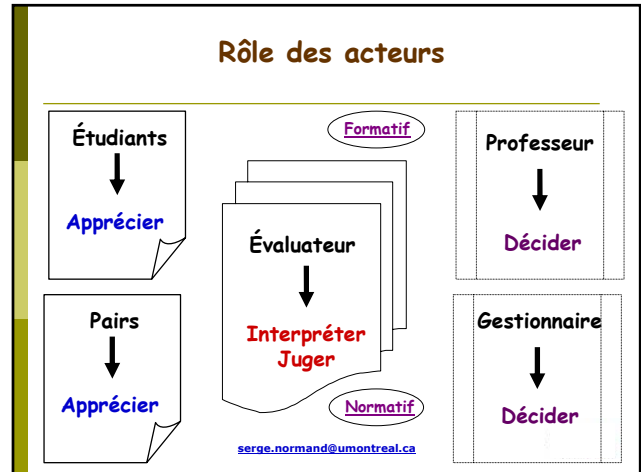 Rôle des acteurs
Étudiants
Apprécier
Pairs
Apprécier
Formatif
Évaluateur
Interpréter
Juger
Normatif
serge.normand@umontreal.ca
Professeur
Décider
Gestionnaire
Décider